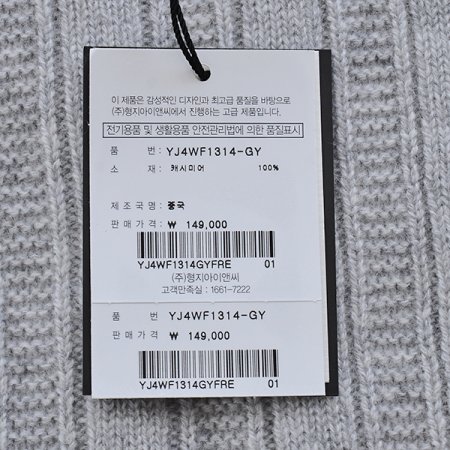 이 제품은 감성적인 디자인과 최고급 품질을 바탕으로
(주)형지아이앤씨에서 진행하는 고급 제품입니다.
전기용품 및 생활용품 안전관리법에 의한 품질표시
품 번: YJ4WF1314-GY
소 재: 캐시미어 100%
제조국명: 중국
판매가격: ₩ 149,000
YJ4WF1314GYFRE 01
(주)형지아이앤씨
고객만족실 : 1661-7222
품 번: YJ4WF1314-GY
판매가격: ₩ 149,000
YJ4WF1314GYFRE 01